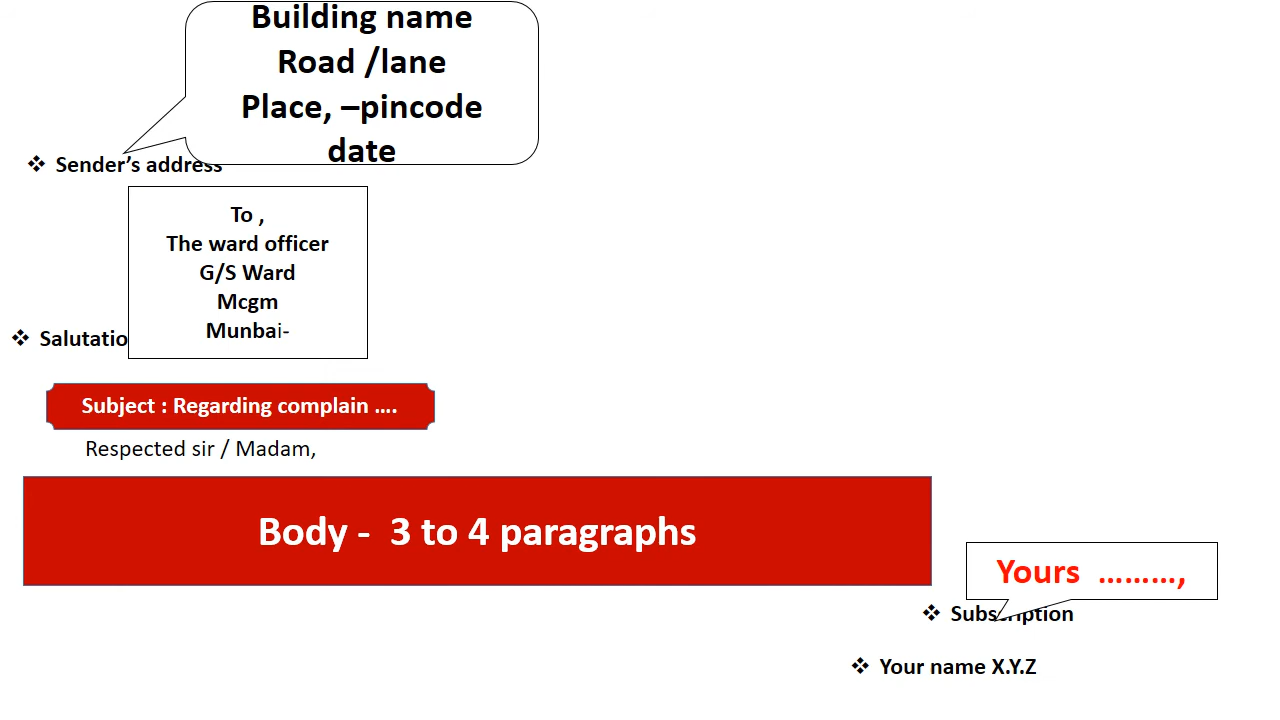 Building name
Road /lane
Place, –pincode
date
❖ Sender’s address
To ,
The ward officer
G/S Ward
Mcgm
Munbai-
❖ Salutatio
Subject : Regarding complain ….
Respected sir / Madam,
Body - 3 to 4 paragraphs
Yours ………,
❖ Subscription
❖ Your name X.Y.Z